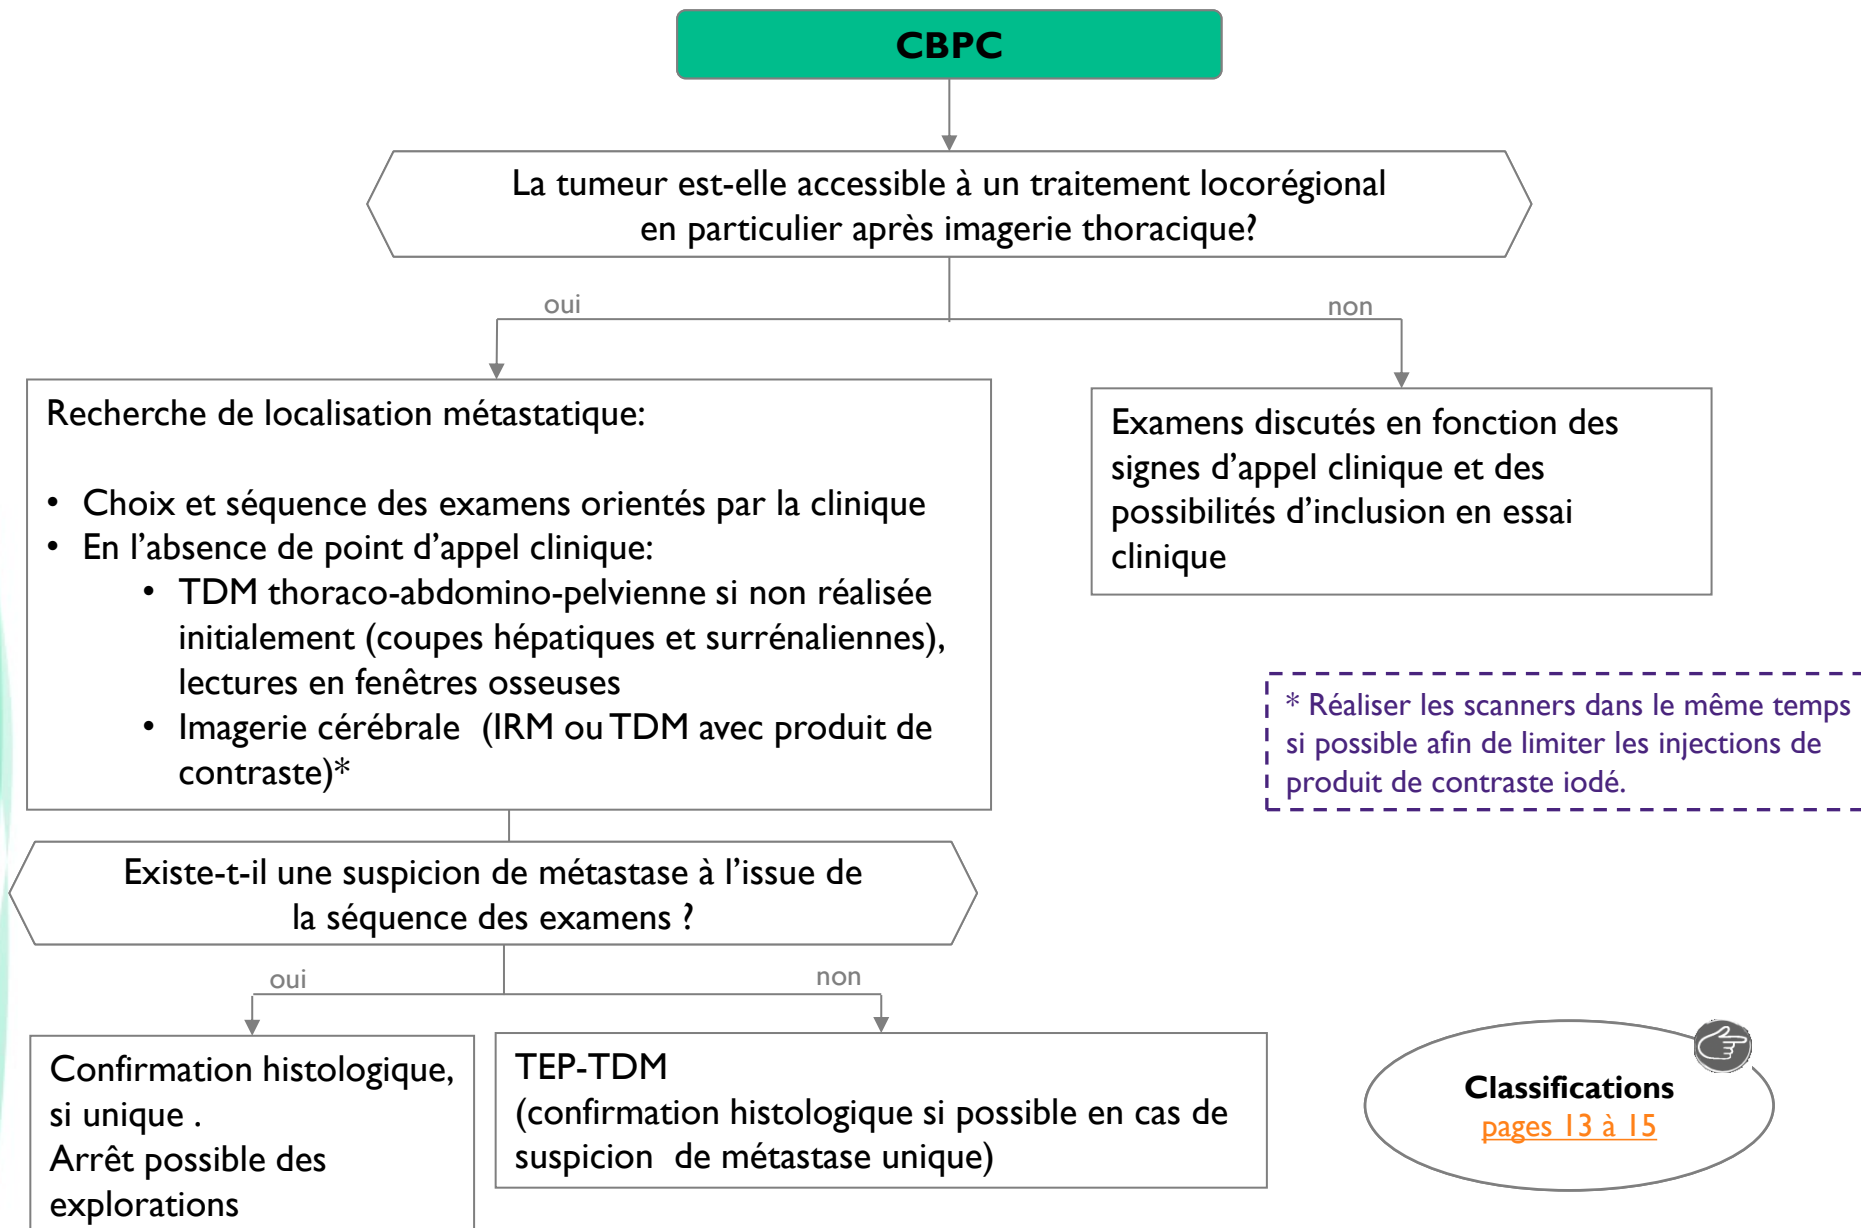 CBPC
La tumeur est-elle accessible à un traitement locorégional
en particulier après imagerie thoracique?
oui
non
Recherche de localisation métastatique:
• Choix et séquence des examens orientés par la clinique
• En l’absence de point d’appel clinique:
• TDM thoraco-abdomino-pelvienne si non réalisée
initialement (coupes hépatiques et surrénaliennes),
lectures en fenêtres osseuses
• Imagerie cérébrale (IRM ou TDM avec produit de
contraste)*
Examens discutés en fonction des
signes d’appel clinique et des
possibilités d’inclusion en essai
clinique
* Réaliser les scanners dans le même temps
si possible afin de limiter les injections de
produit de contraste iodé.
Existe-t-il une suspicion de métastase à l’issue de
la séquence des examens ?
oui
non
Confirmation histologique,
si unique .
Arrêt possible des
explorations
TEP-TDM
(confirmation histologique si possible en cas de
suspicion de métastase unique)
Classifications
pages 13 à 15